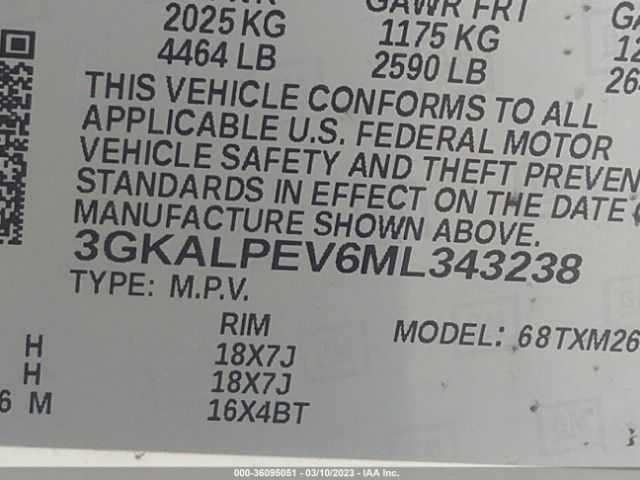 GAWR FRT
2025 KG 1175 KG
4464 LB 2590 LB
THIS VEHICLE CONFORMS TO ALL
APPLICABLE U.S. FEDERAL MOTOR
VEHICLE SAFETY AND THEFT PREVEN
STANDARDS IN EFFECT ON THE DATE
MANUFACTURE SHOWN ABOVE.
3GKALPEV6ML343238
TYPE: M.P.V.
RIM MODEL: 68TXM26
H 18X7J
H 18X7J
6 M 16X4BT
000-36095051 - 03/10/2023 - IAA Inc.